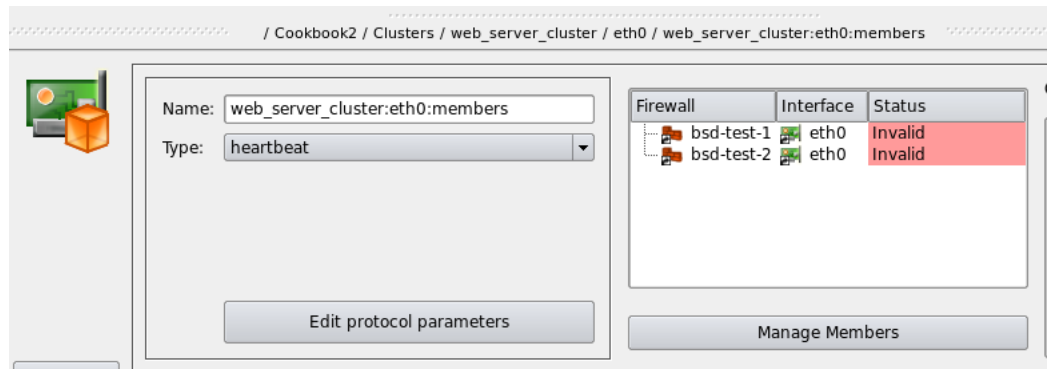 / Cookbook2 / Clusters / web_server_cluster / eth0 / web_server_cluster:eth0:members
Name: web_server_cluster:eth0:members
Type: heartbeat
Edit protocol parameters
Firewall Interface Status
bsd-test-1 eth0 Invalid
bsd-test-2 eth0 Invalid
Manage Members